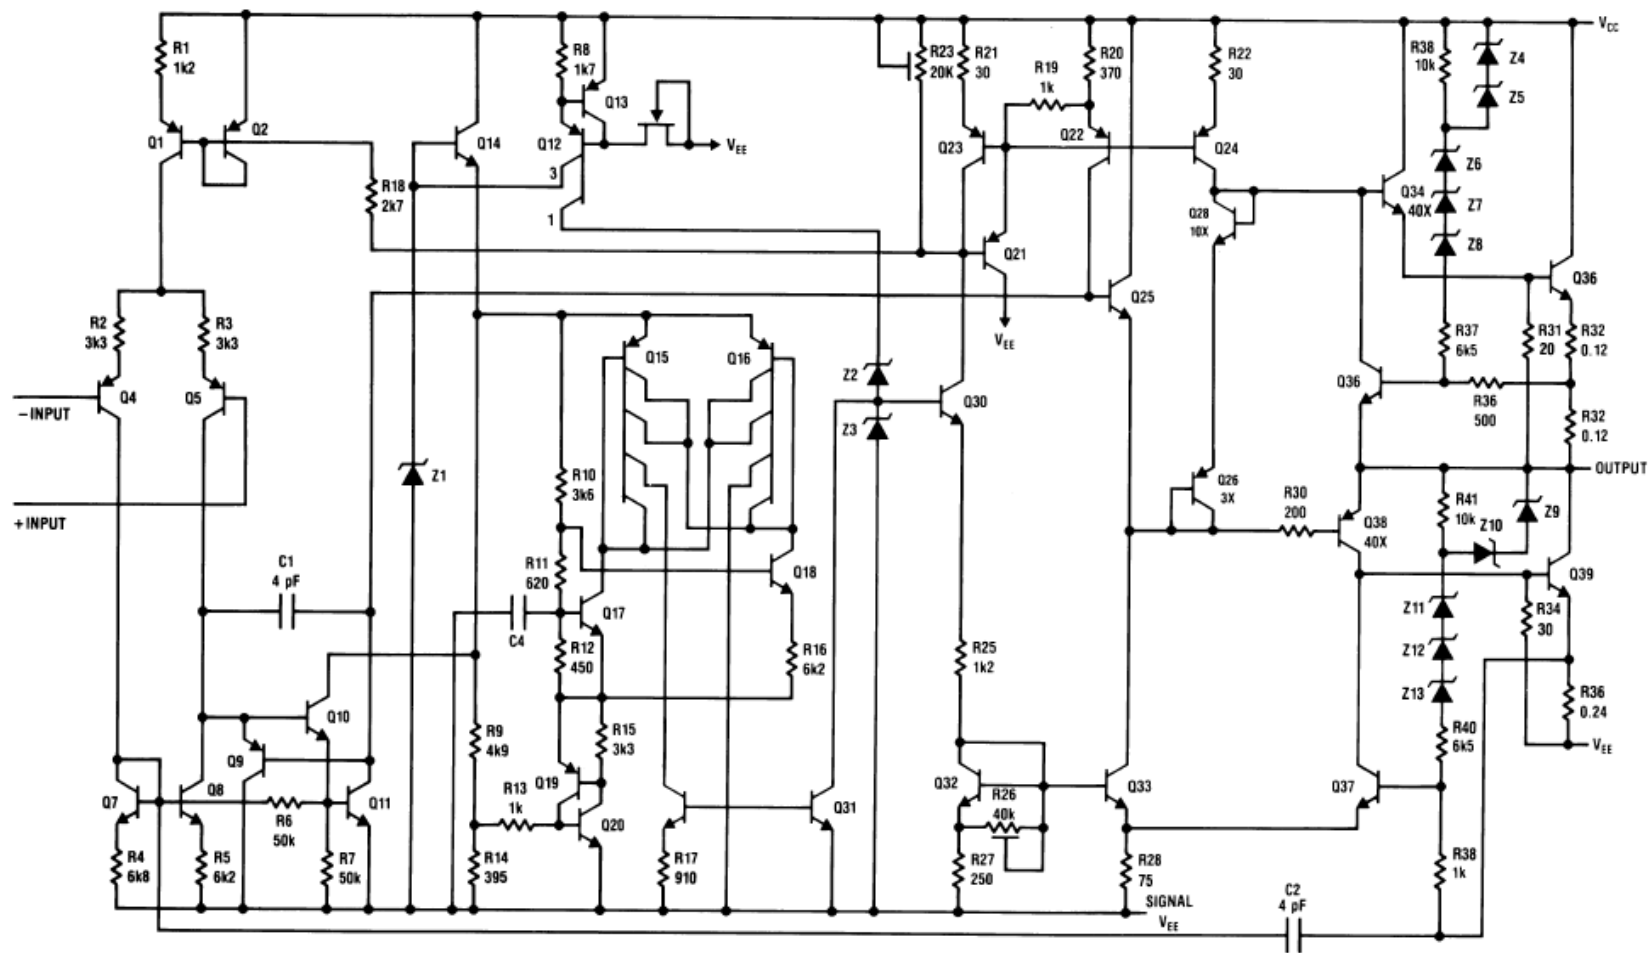 R1
1k2
R8
1k7
R23
20K
R21
30
R19
1k
R20
370
R22
30
R38
10k
Z4
V_CC
Z5
Q1
Q2
Q14
Q13
Q12
V_EE
3
1
Q23
Q22
Q24
R18
2k7
Z6
Q34
40X
Z7
Z8
Q28
10X
Q21
V_EE
Q25
Q36
R2
3k3
R3
3k3
Q15
Q16
R37
6k5
R31
20
R32
0.12
Q4
Q5
−INPUT
Z2
Z3
Q30
Q36
R36
500
R32
0.12
OUTPUT
Z1
+INPUT
R10
3k6
Q26
3X
R30
200
R41
10k
Z10
Z9
Q38
40X
C1
4 pF
R11
620
Q18
Q17
C4
R12
450
R16
6k2
Q39
Z11
R34
30
Z12
Z13
R25
1k2
R36
0.24
V_EE
Q10
Q9
R9
4k9
R15
3k3
R40
6k5
Q7
Q8
R6
50k
Q11
R13
1k
Q19
Q20
Q31
Q32
R26
40k
Q33
Q37
R4
6k8
R5
6k2
R7
50k
R14
395
R17
910
R27
250
R28
75
R38
1k
SIGNAL
V_EE
C2
4 pF